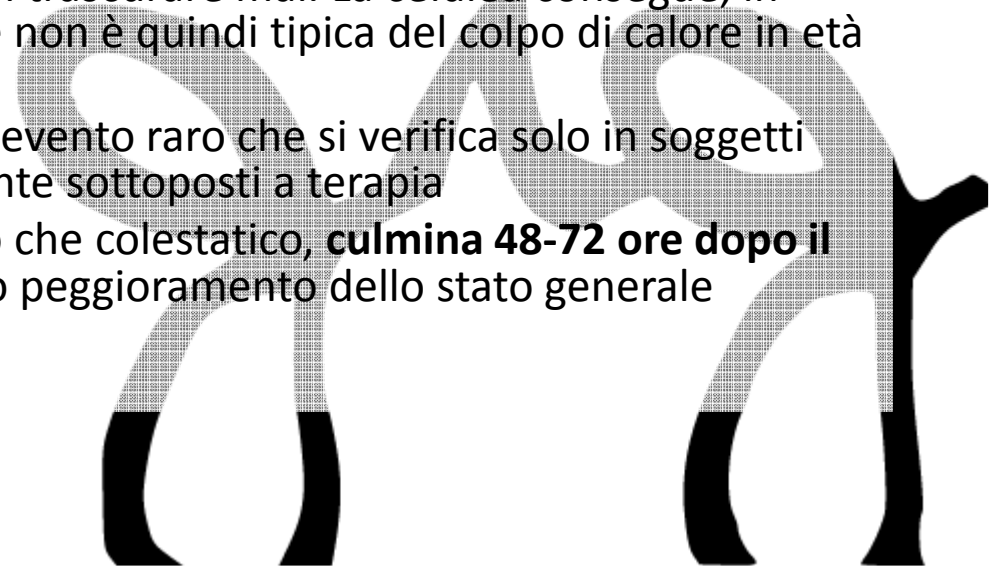 non è quindi tipica del colpo di calore in età
evento raro che si verifica solo in soggetti
sottoposti a terapia
che colestatico, culmina 48-72 ore dopo il
peggioramento dello stato generale